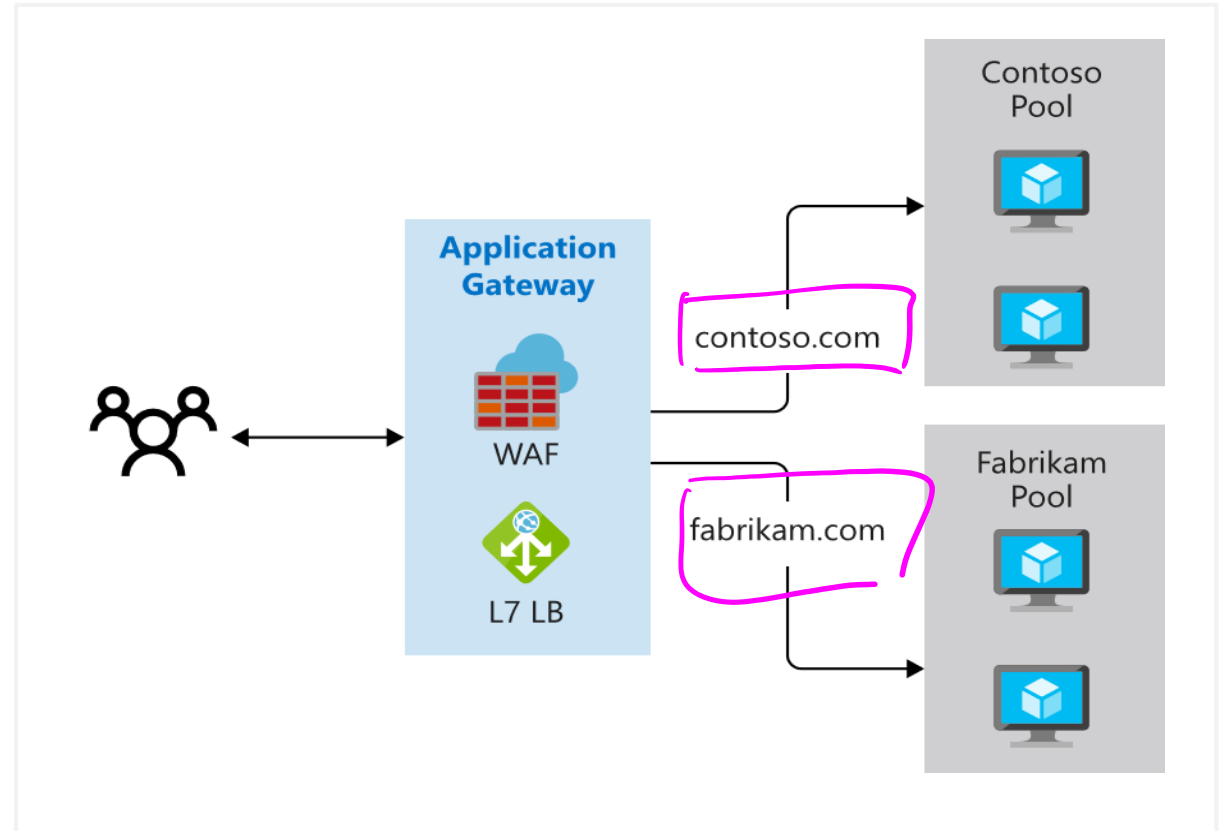 Application
Gateway
WAF
L7 LB
contoso.com
fabrikam.com
Contoso
Pool
Fabrikam
Pool